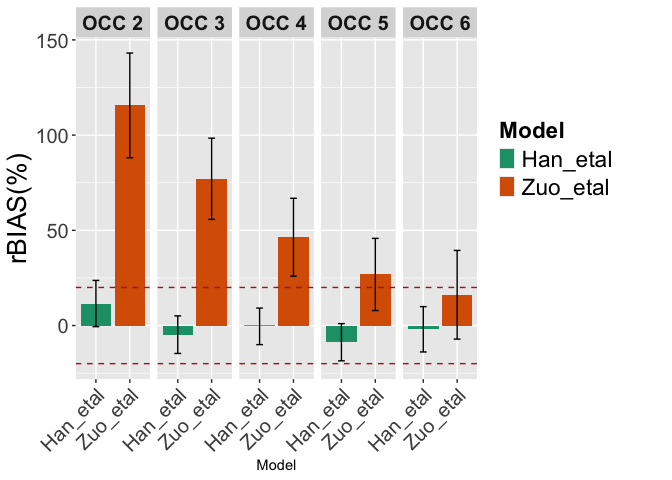 OCC 2 OCC 3 OCC 4 OCC 5 OCC 6
rBIAS(%)
150
100
50
0
Han_etal Zuo_etal Han_etal Zuo_etal Han_etal Zuo_etal Han_etal Zuo_etal Han_etal Zuo_etal
Model
Model
Han_etal
Zuo_etal